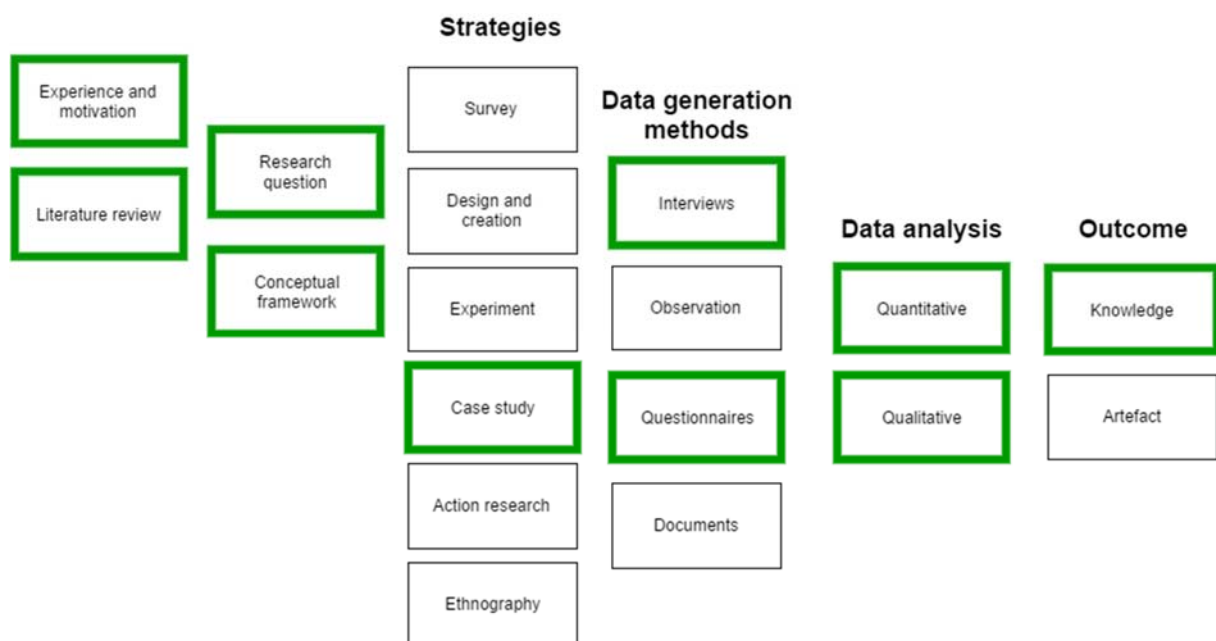 Experience and
motivation
Literature review
Research
question
Conceptual
framework
Strategies
Survey
Design and
creation
Experiment
Case study
Action research
Ethnography
Data generation
methods
Interviews
Observation
Questionnaires
Documents
Data analysis
Quantitative
Qualitative
Outcome
Knowledge
Artefact